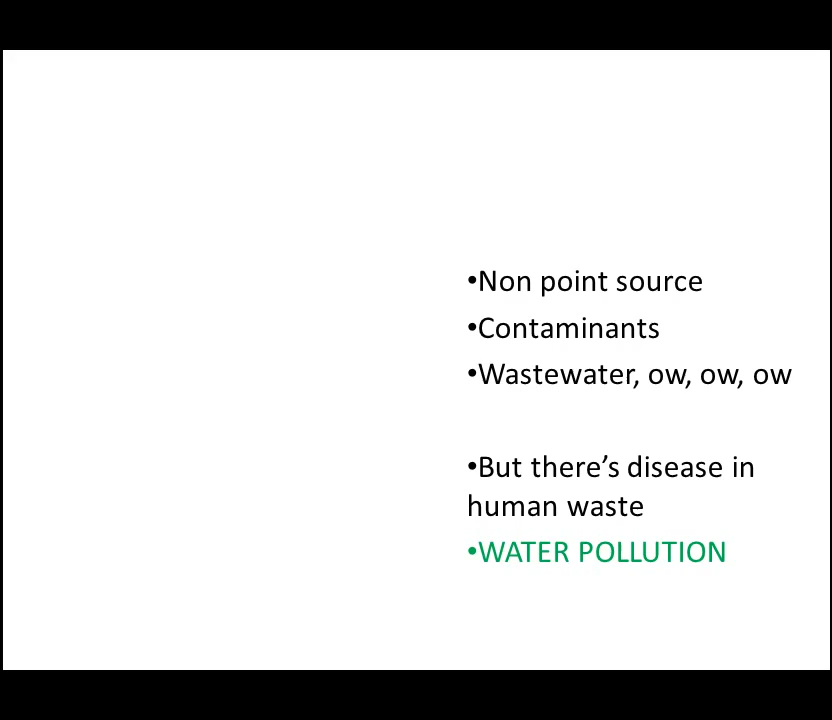 •Non point source
•Contaminants
•Wastewater, ow, ow, ow
•But there’s disease in
human waste
•WATER POLLUTION